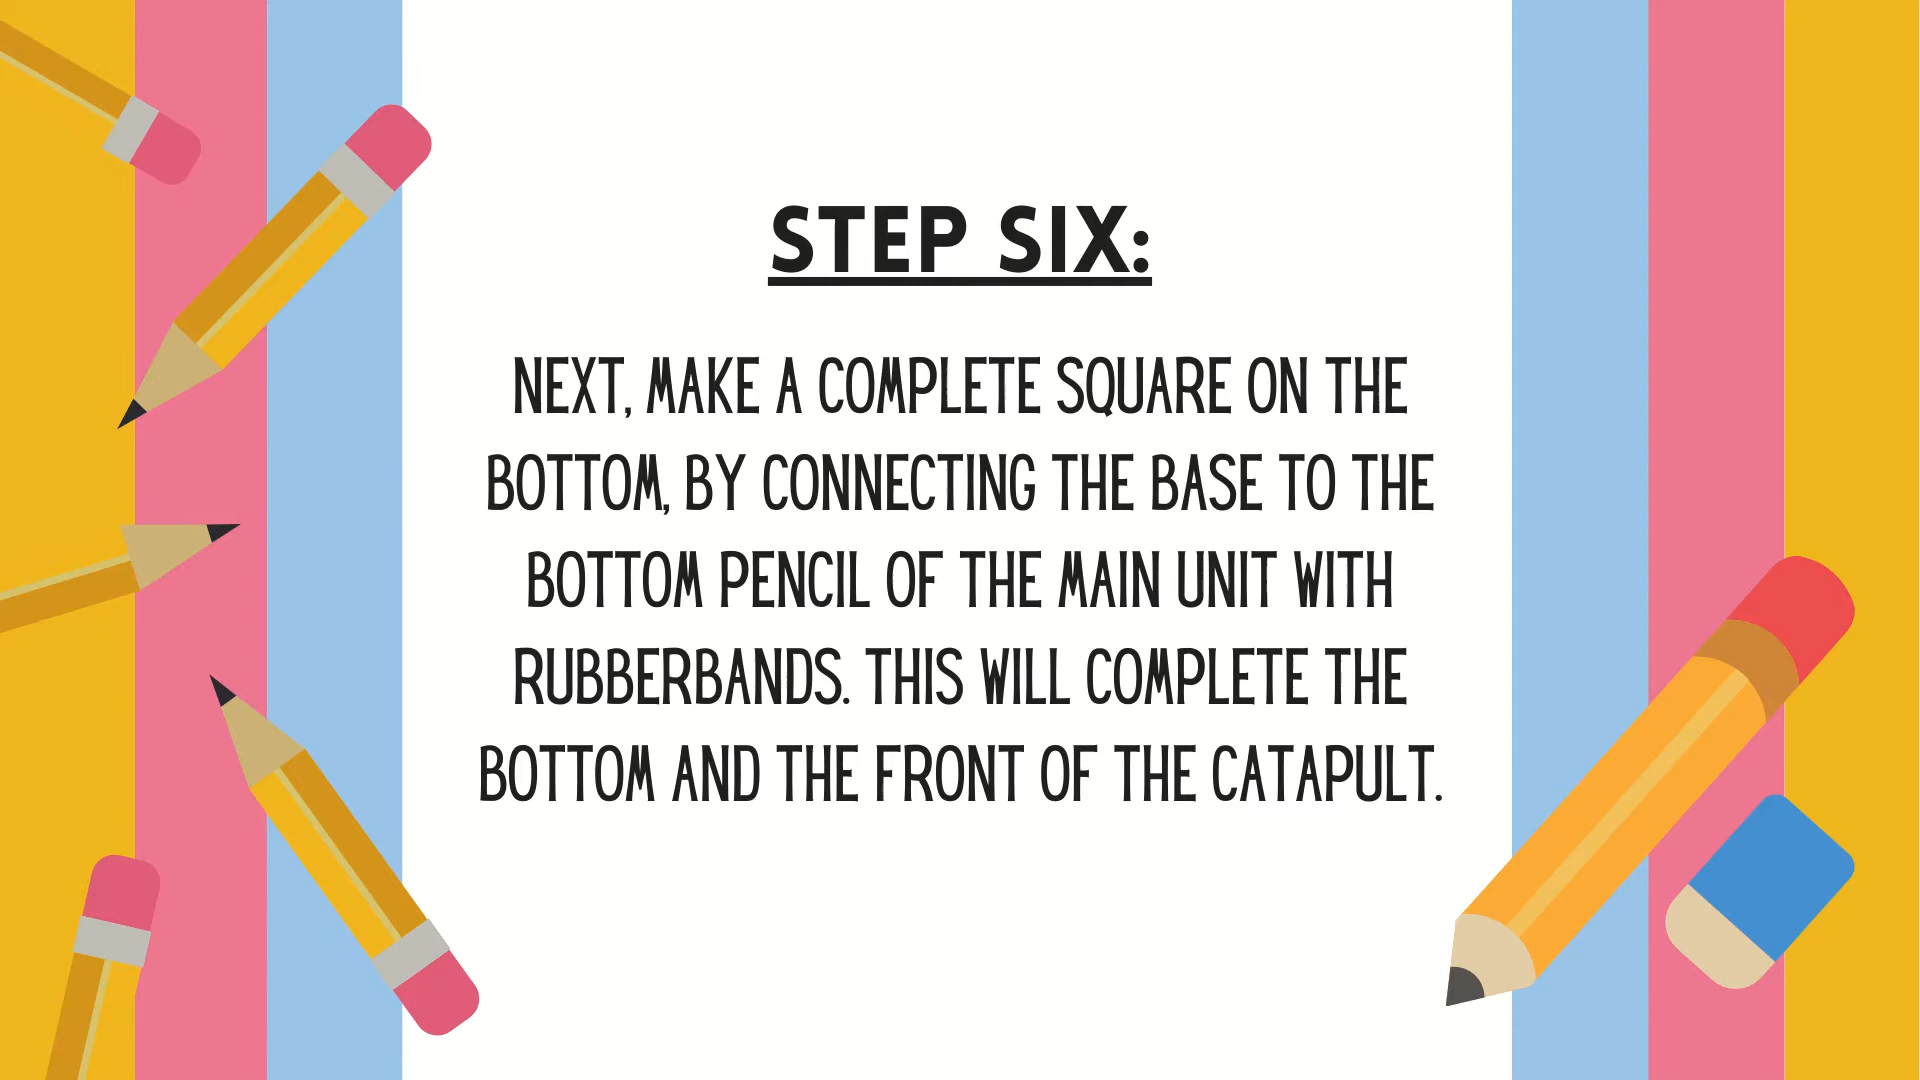 STEP SIX:
NEXT, MAKE A COMPLETE SQUARE ON THE
BOTTOM, BY CONNECTING THE BASE TO THE
BOTTOM PENCIL OF THE MAIN UNIT WITH
RUBBERBANDS. THIS WILL COMPLETE THE
BOTTOM AND THE FRONT OF THE CATAPULT.